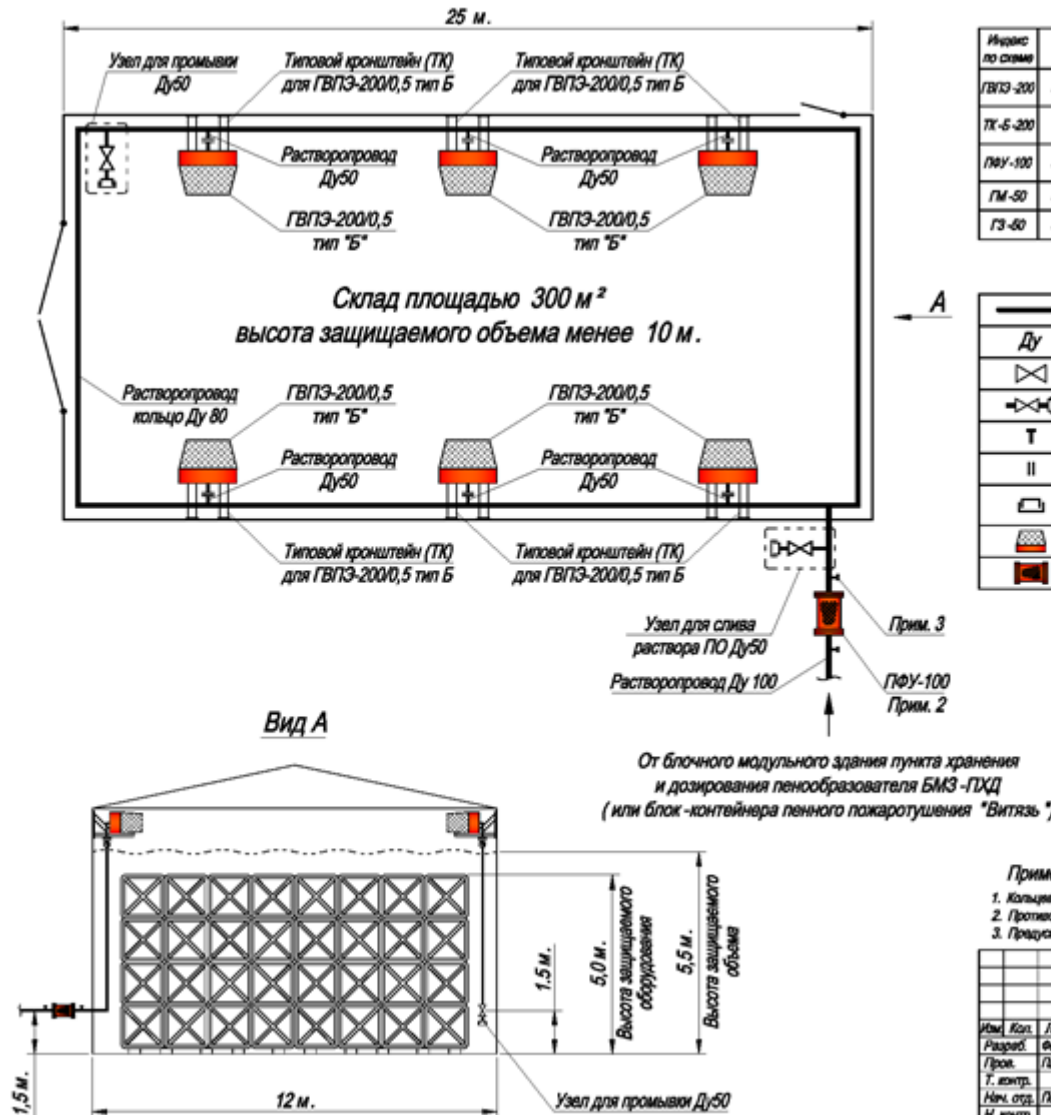 25 м.
Узел для промывки
Ду50
Типовой кронштейн (ТК)
для ГВПЭ-200/0,5 тип Б
Типовой кронштейн (ТК)
для ГВПЭ-200/0,5 тип Б
Растворопровод
Ду50
Растворопровод
Ду50
ГВПЭ-200/0,5
тип "Б"
ГВПЭ-200/0,5
тип "Б"
Склад площадью 300 м²
высота защищаемого объема менее 10 м.
А
Растворопровод
кольцо Ду 80
ГВПЭ-200/0,5
тип "Б"
ГВПЭ-200/0,5
тип "Б"
Растворопровод
Ду50
Растворопровод
Ду50
Типовой кронштейн (ТК)
для ГВПЭ-200/0,5 тип Б
Типовой кронштейн (ТК)
для ГВПЭ-200/0,5 тип Б
Узел для слива
раствора ПО Ду50
Прим. 3
Растворопровод Ду 100
ПФУ-100
Прим. 2
От блочного модульного здания пункта хранения
и дозирования пенообразователя БМЗ-ПХД
(или блок-контейнера пенного пожаротушения "Витязь")
Вид А
1.5 м.
5,0 м.
Высота защищаемого
оборудования
5,5 м.
Высота защищаемого
объема
1,5 м.
12 м.
Узел для промывки Ду50
Индекс
по схеме
ГВПЭ-200
ТК-Б-200
ПФУ-100
ГМ-50
ГЗ-50
Ду
Т
II
1.
2.
3.
Изм. Кол.
Разраб.
Пров.
Т. контр.
Нач. отд.
Н. контр.